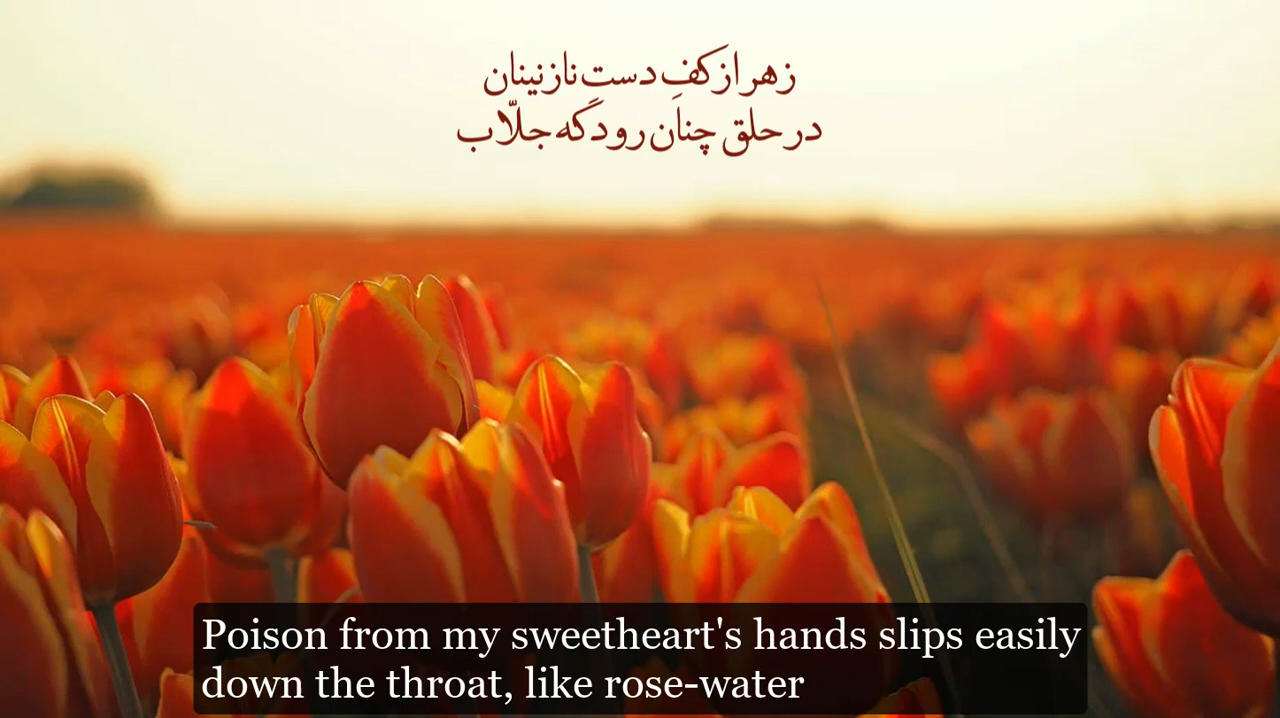 زهر از کفِ دستِ نازنینان
در حلق چنان رَود که جلّاب
Poison from my sweetheart's hands slips easily
down the throat, like rose-water